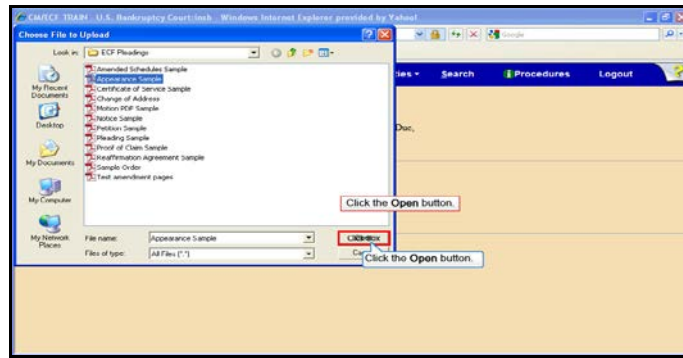 CM/ECF TRAIN - U.S. Bankruptcy Court:insb - Windows Internet Explorer provided by Yahoo!
Choose File to Upload
Google
Look in: ECF Pleadings
Search Procedures Logout
My Recent Documents
Desktop
My Documents
My Computer
My Network Places
Amended Schedules Sample
Appearance Sample
Certificate of Service Sample
Change of Address
Motion PDF Sample
Notice Sample
Petition Sample
Pleading Sample
Proof of Claim Sample
Reaffirmation Agreement Sample
Sample Order
Test amendment pages
Due,
Click the Open button.
File name: Appearance Sample
Files of type: All Files (*.*)
Click the Open button.